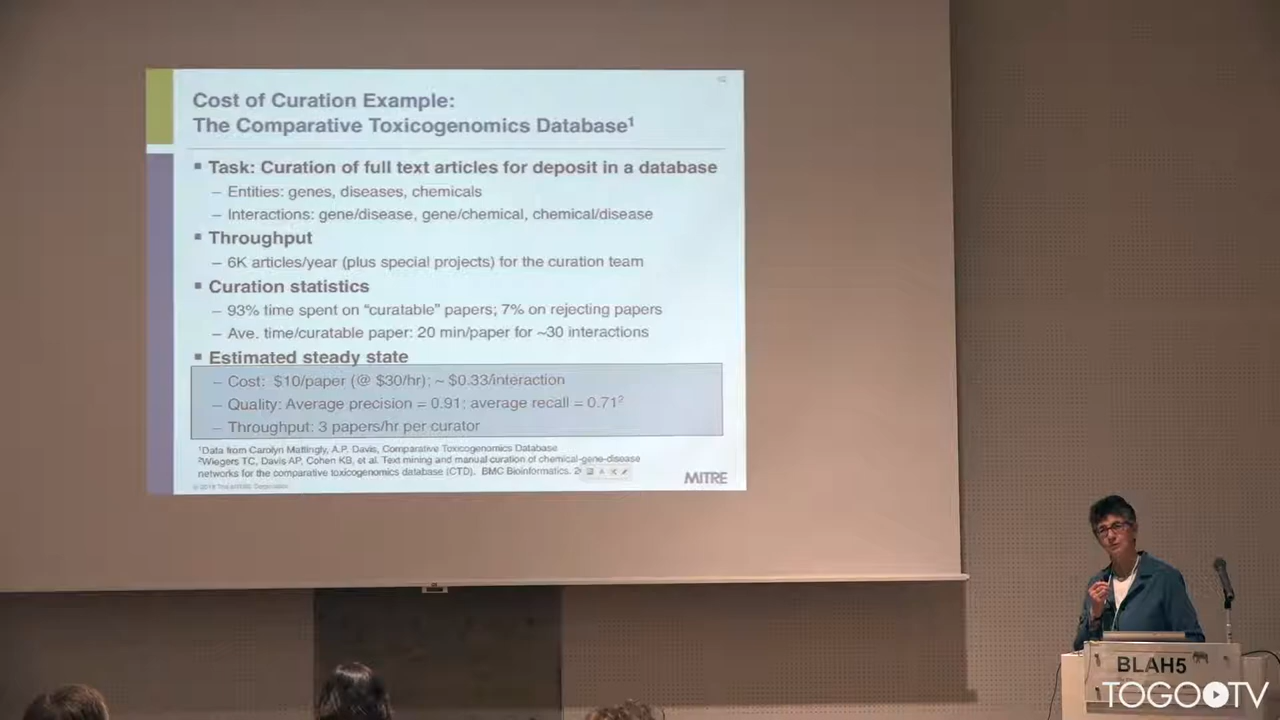 Cost of Curation Example:
The Comparative Toxicogenomics Database¹
▪ Task: Curation of full text articles for deposit in a database
– Entities: genes, diseases, chemicals
– Interactions: gene/disease, gene/chemical, chemical/disease
▪ Throughput
– 6K articles/year (plus special projects) for the curation team
▪ Curation statistics
– 93% time spent on “curatable” papers; 7% on rejecting papers
– Ave. time/curatable paper: 20 min/paper for ~30 interactions
▪ Estimated steady state
– Cost: $10/paper (@ $30/hr); ~ $0.33/interaction
– Quality: Average precision = 0.91; average recall = 0.71²
– Throughput: 3 papers/hr per curator
¹Data from Carolyn Mattingly, A.P. Davis, Comparative Toxicogenomics Database
²Wiegers TC, Davis AP, Cohen KB, et al. Text mining and manual curation of chemical-gene-disease
networks for the comparative toxicogenomics database (CTD). BMC Bioinformatics.
MITRE
BLAH5
TOGO TV